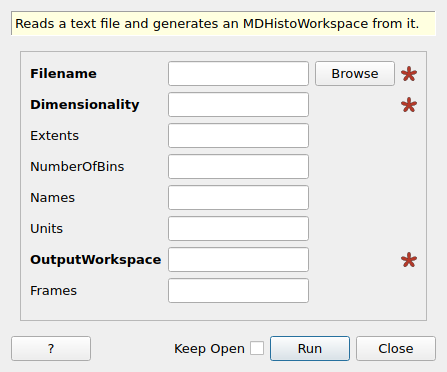 Reads a text file and generates an MDHistoWorkspace from it.
Filename Browse *
Dimensionality *
Extents
NumberOfBins
Names
Units
OutputWorkspace *
Frames
? Keep Open Run Close